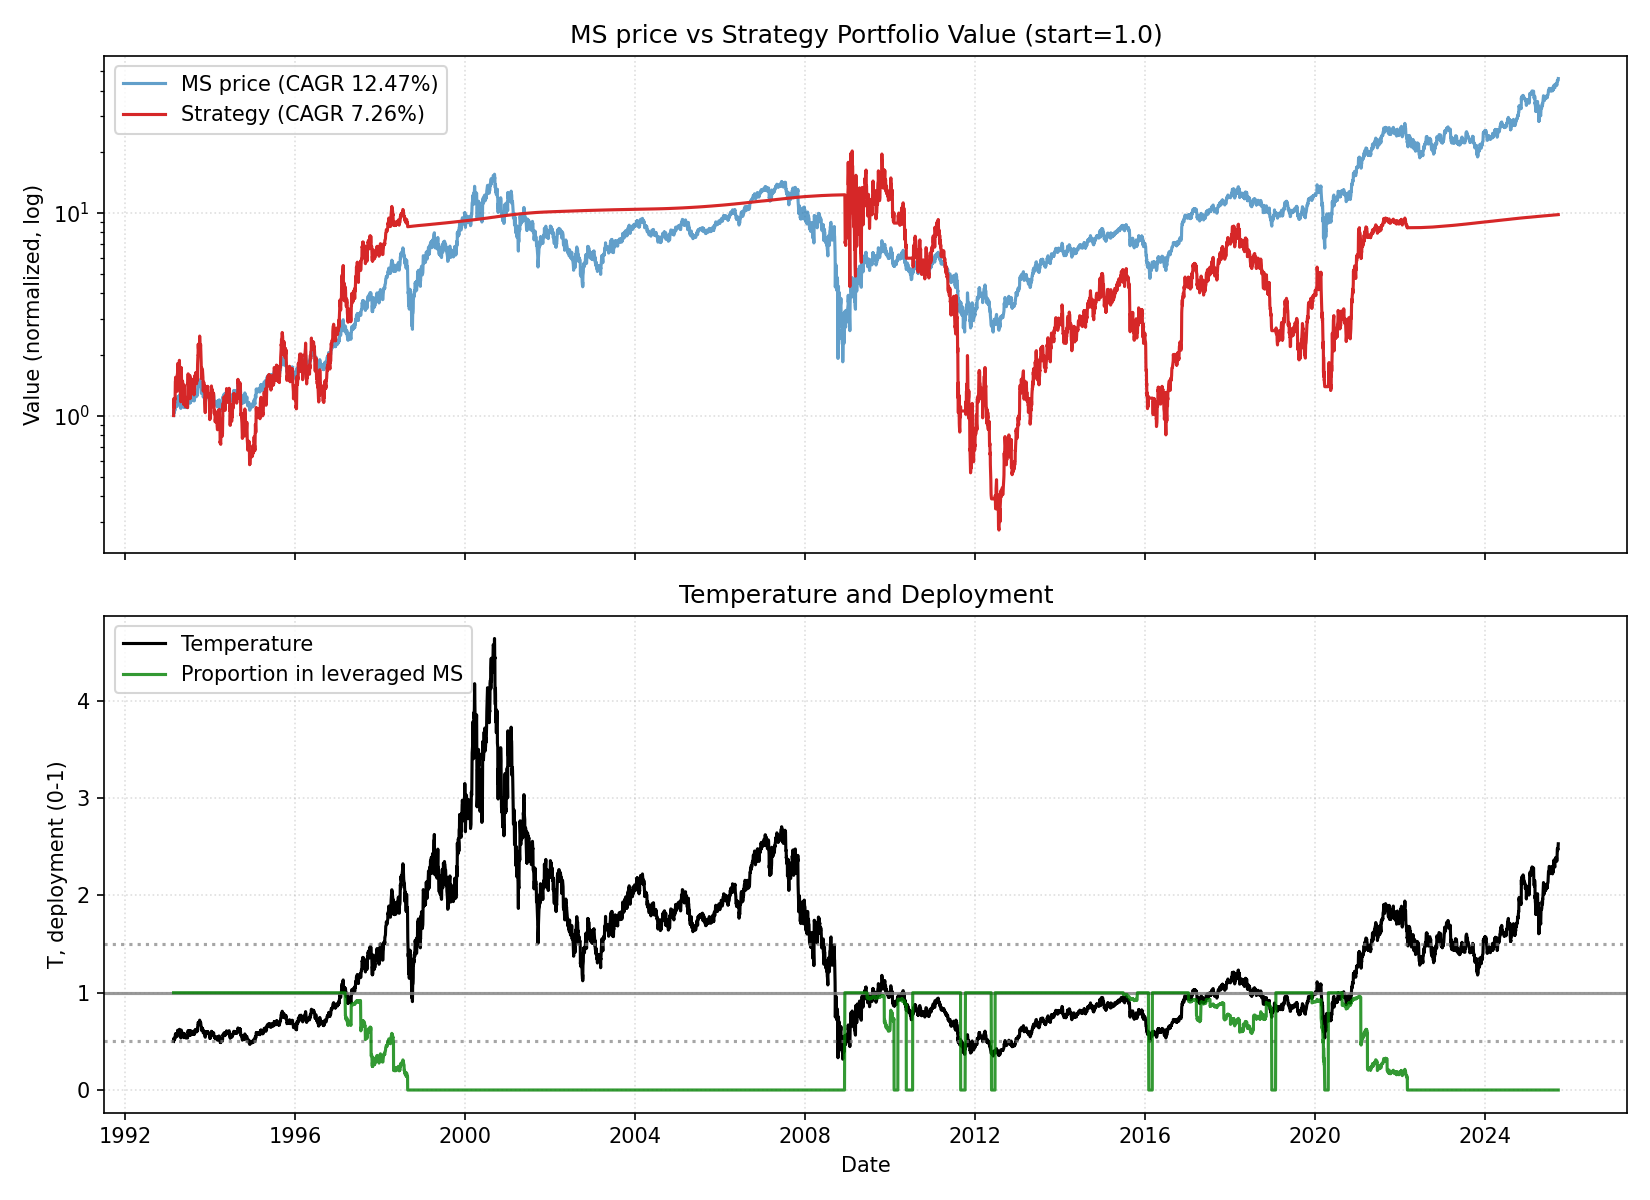 MS price vs Strategy Portfolio Value (start=1.0)
MS price (CAGR 12.47%)
Strategy (CAGR 7.26%)
Value (normalized, log)
10¹
10⁰
Temperature and Deployment
Temperature
Proportion in leveraged MS
T, deployment (0-1)
4
3
2
1
0
1992 1996 2000 2004 2008 2012 2016 2020 2024
Date